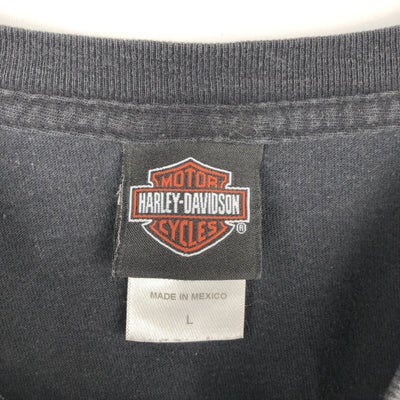 MOTOR
HARLEY-DAVIDSON
CYCLES
®
MADE IN MEXICO
L